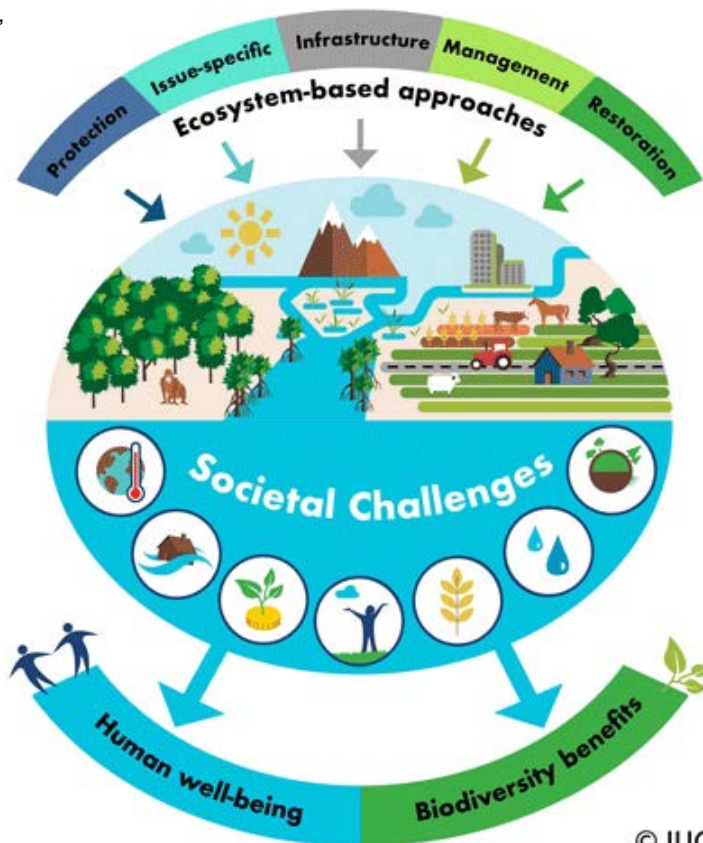 Protection
Issue-specific
Infrastructure
Management
Restoration
Ecosystem-based approaches
Societal Challenges
Human well-being
Biodiversity benefits
©